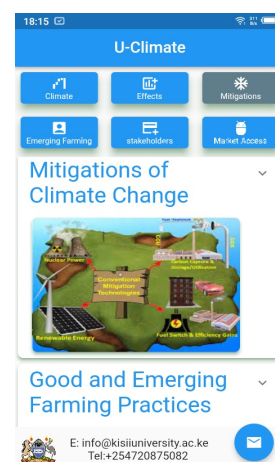 18:15
U-Climate
Climate
Effects
Mitigations
Emerging Farming
stakeholders
Market Access
Mitigations of
Climate Change
Nuclear Power
Conventional
Mitigation
Technologies
Renewable Energy
Fuel Switch & Efficiency Gains
Good and Emerging
Farming Practices
E: info@kisiiuniversity.ac.ke
Tel:+254720875082